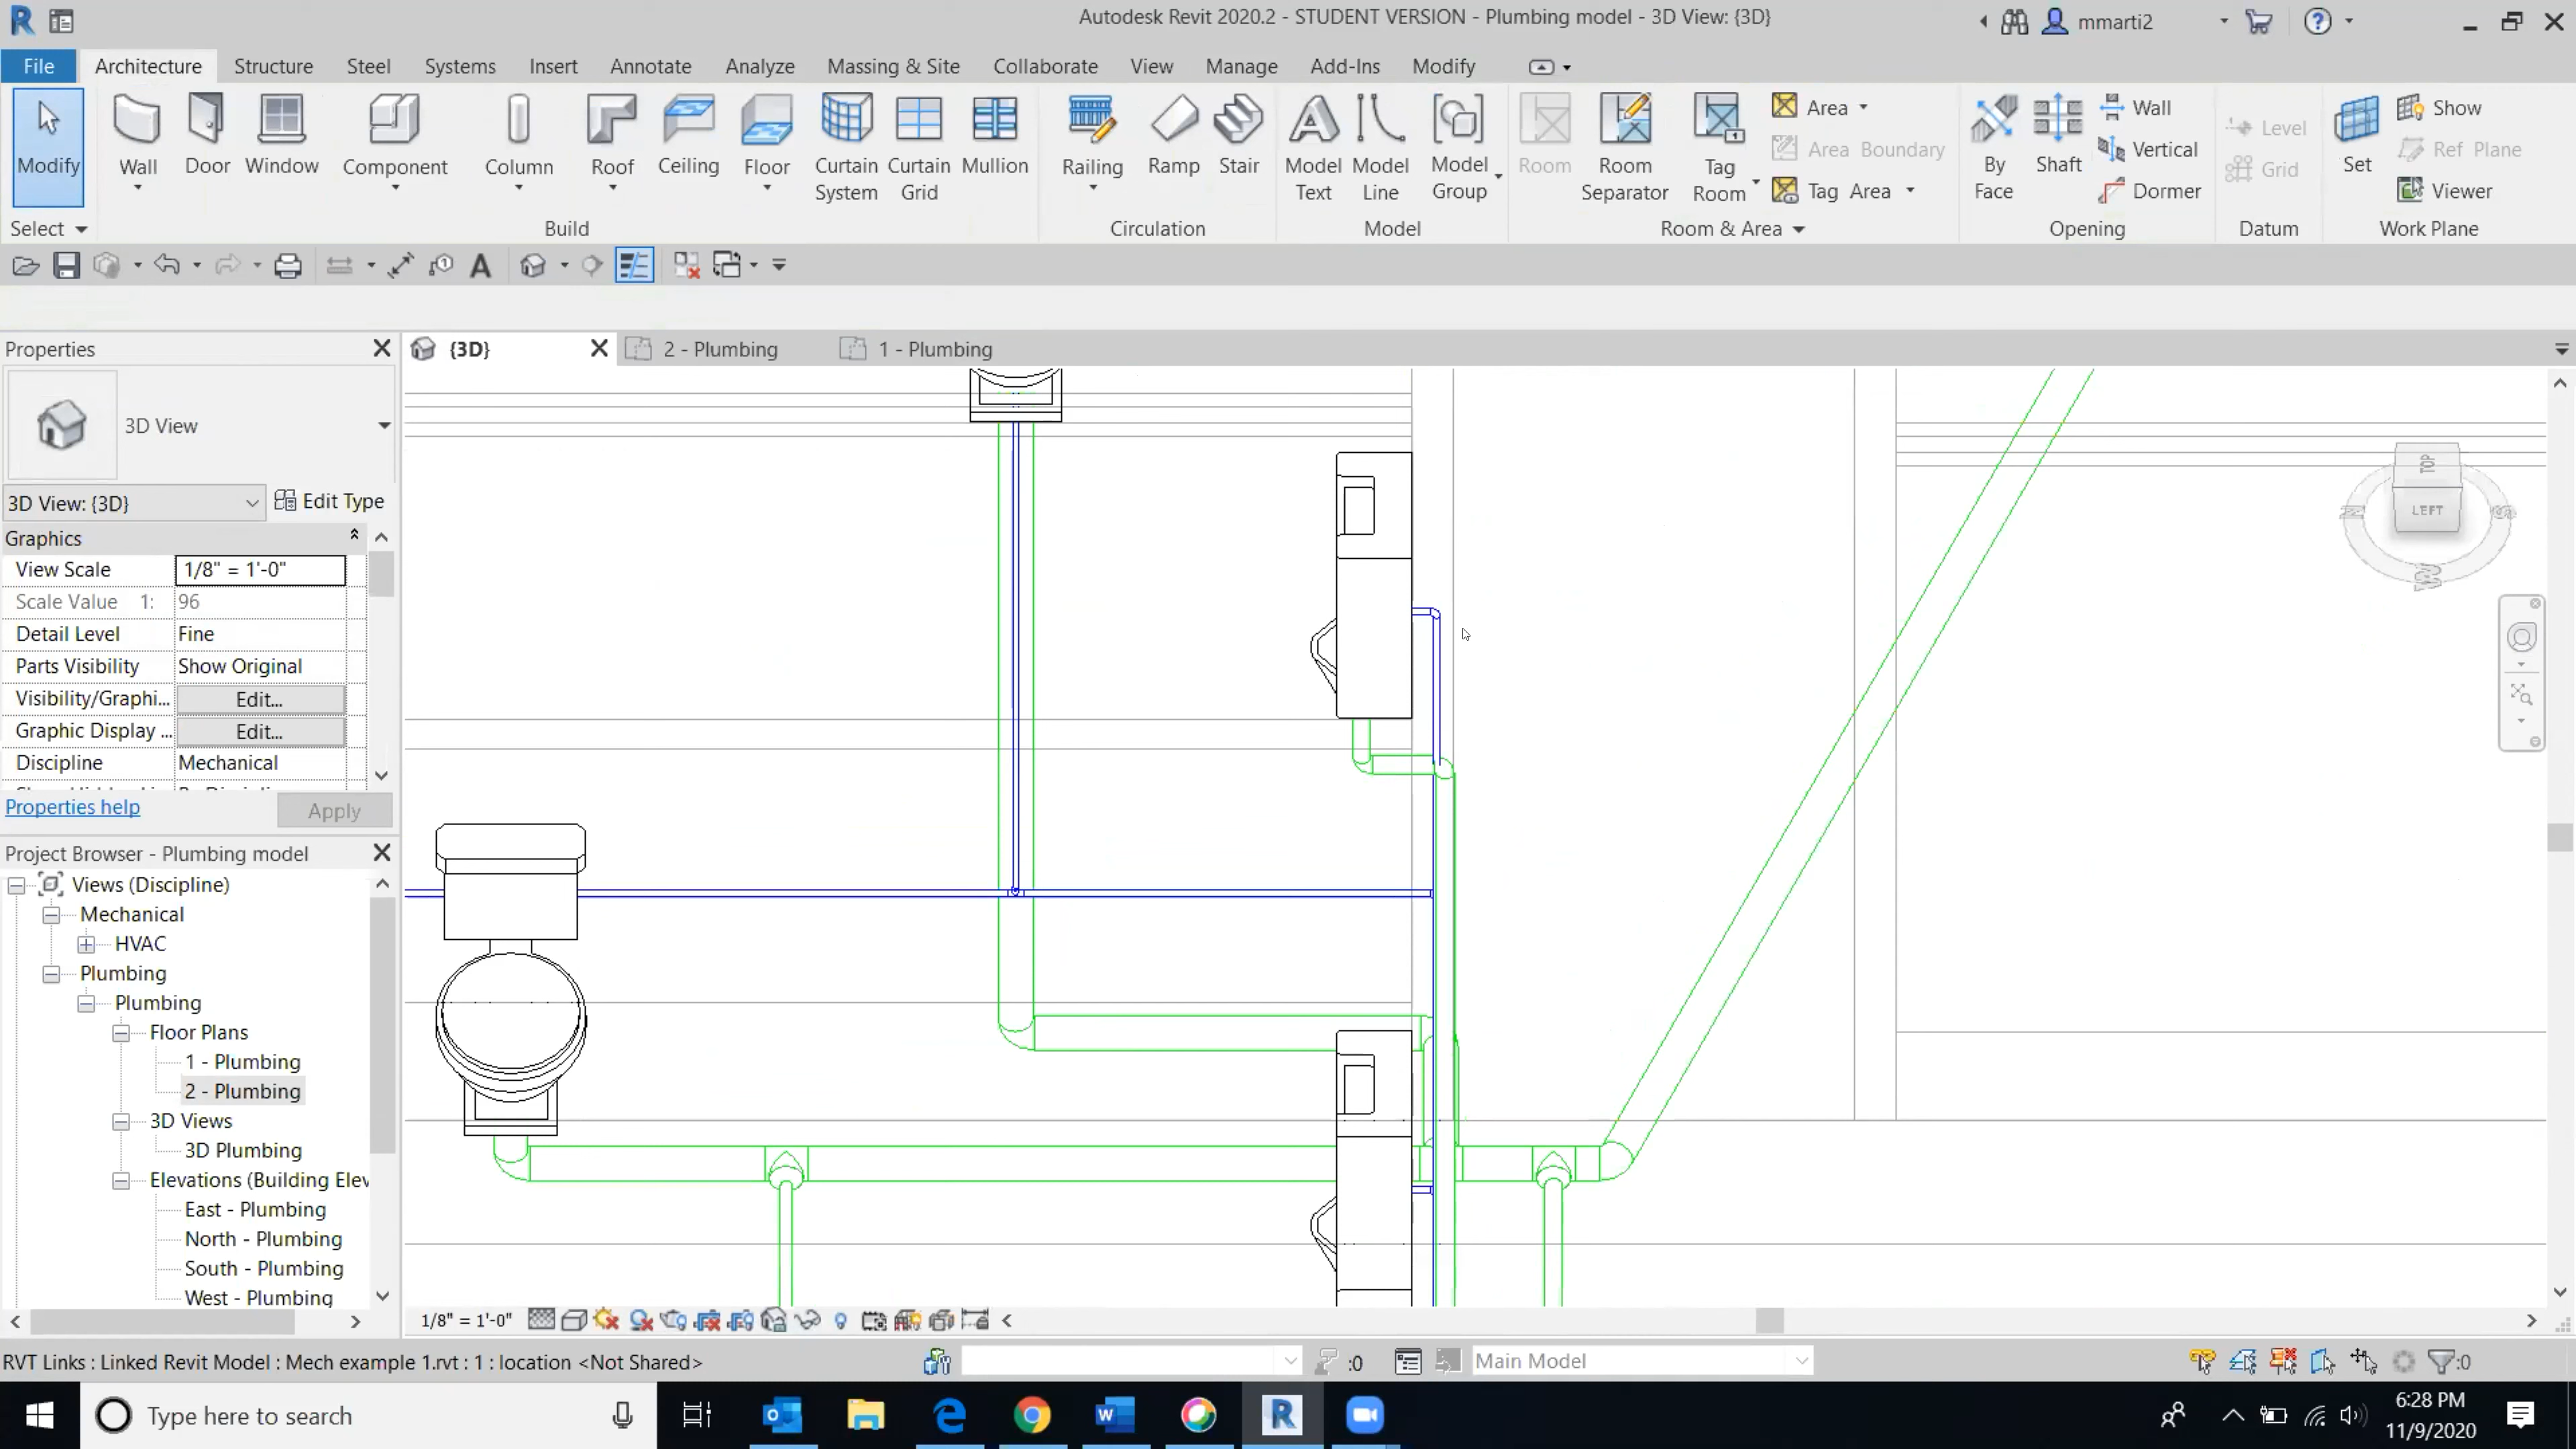 Autodesk Revit 2020.2 - STUDENT VERSION - Plumbing model - 3D View: {3D}
mmarti2
File Architecture Structure Steel Systems Insert Annotate Analyze Massing & Site Collaborate View Manage Add-Ins Modify
Modify Wall Door Window Component Column Roof Ceiling Floor Curtain System Curtain Grid Mullion Railing Ramp Stair Model Text Model Line Model Group Room Room Separator Tag Room Area Area Boundary Tag Area By Face Shaft Wall Vertical Dormer Level Grid Set Show Ref Plane Viewer
Select Build Circulation Model Room & Area Opening Datum Work Plane
Properties
{3D} 2 - Plumbing 1 - Plumbing
3D View
3D View: {3D} Edit Type
Graphics
View Scale 1/8" = 1'-0"
Scale Value 1: 96
Detail Level Fine
Parts Visibility Show Original
Visibility/Graphi... Edit...
Graphic Display ... Edit...
Discipline Mechanical
Properties help Apply
TOP
LEFT
Project Browser - Plumbing model
Views (Discipline)
Mechanical
HVAC
Plumbing
Plumbing
Floor Plans
1 - Plumbing
2 - Plumbing
3D Views
3D Plumbing
Elevations (Building Elev
East - Plumbing
North - Plumbing
South - Plumbing
West - Plumbing
1/8" = 1'-0"
RVT Links : Linked Revit Model : Mech example 1.rvt : 1 : location <Not Shared>
:0 Main Model :0
Type here to search
6:28 PM
11/9/2020